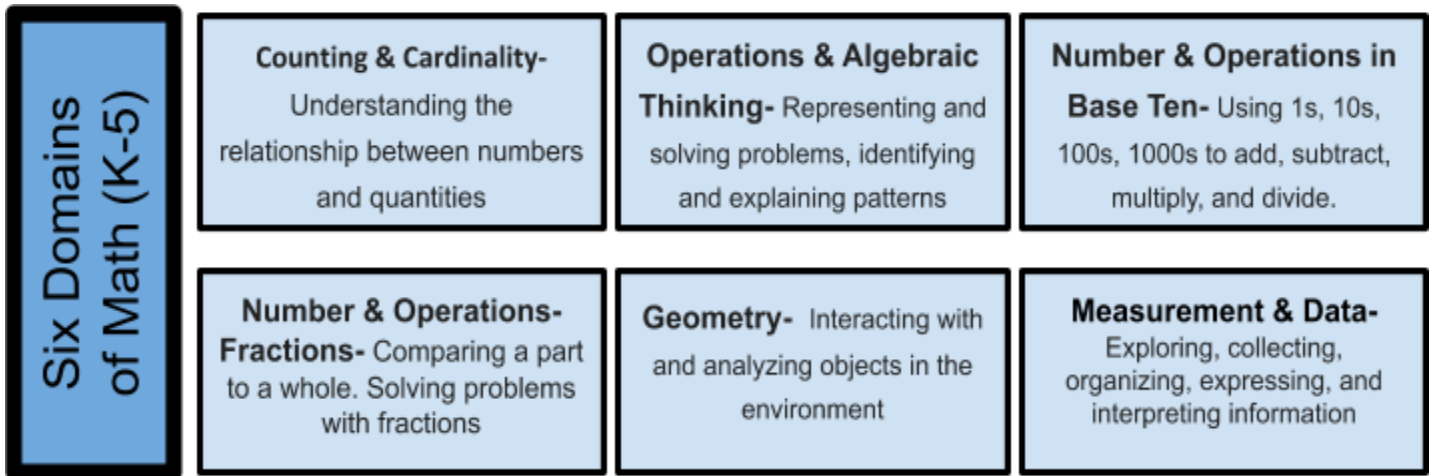 Six Domains
of Math (K-5)
Counting & Cardinality-
Understanding the
relationship between numbers
and quantities
Operations & Algebraic
Thinking- Representing and
solving problems, identifying
and explaining patterns
Number & Operations in
Base Ten- Using 1s, 10s,
100s, 1000s to add, subtract,
multiply, and divide.
Number & Operations-
Fractions- Comparing a part
to a whole. Solving problems
with fractions
Geometry- Interacting with
and analyzing objects in the
environment
Measurement & Data-
Exploring, collecting,
organizing, expressing, and
interpreting information